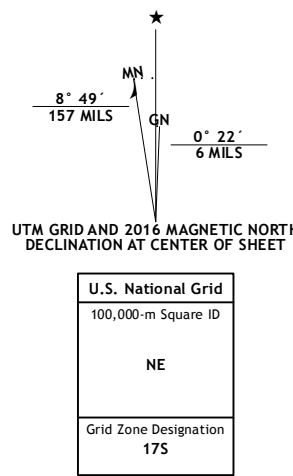 MN
8° 49´
157 MILS
GN
0° 22´
6 MILS
UTM GRID AND 2016 MAGNETIC NORTH
DECLINATION AT CENTER OF SHEET
U.S. National Grid
100,000-m Square ID
NE
Grid Zone Designation
17S